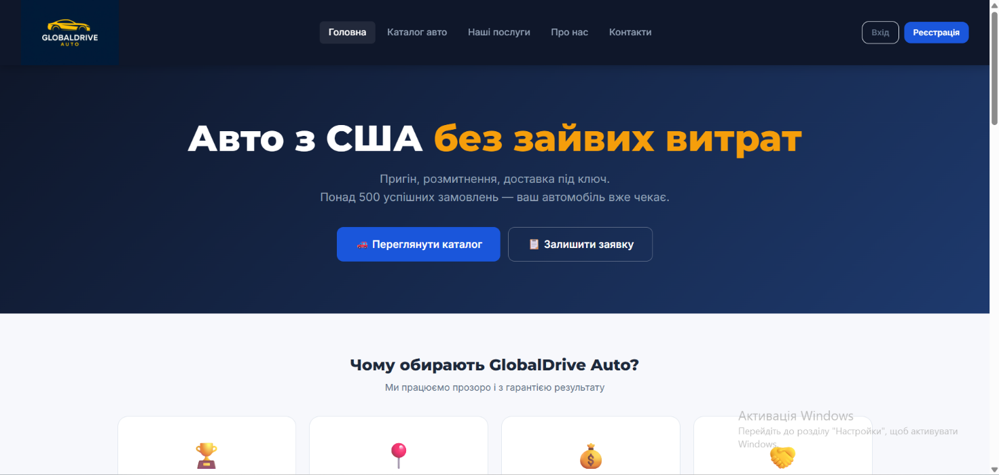 GLOBALDRIVE
AUTO
Головна
Каталог авто
Наші послуги
Про нас
Контакти
Вхід
Реєстрація
Авто з США без зайвих витрат
Пригін, розмитнення, доставка під ключ.
Понад 500 успішних замовлень — ваш автомобіль вже чекає.
Переглянути каталог
Залишити заявку
Чому обирають GlobalDrive Auto?
Ми працюємо прозоро і з гарантією результату
Активація Windows
Перейдіть до розділу "Настройки", щоб активувати
Windows.